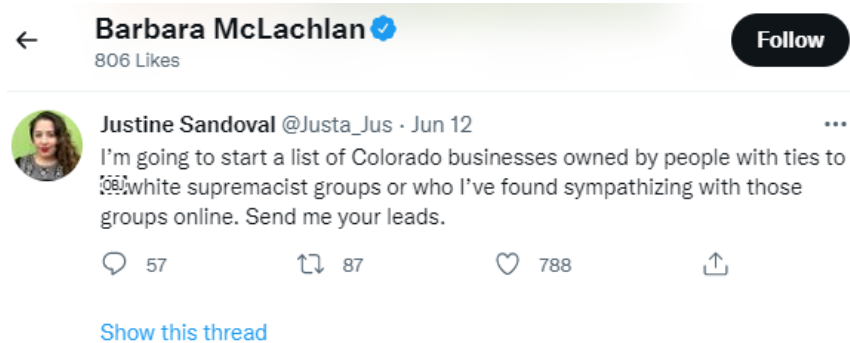 Barbara McLachlan
806 Likes
Follow
Justine Sandoval @Justa_Jus · Jun 12
I'm going to start a list of Colorado businesses owned by people with ties to
OBJwhite supremacist groups or who I've found sympathizing with those
groups online. Send me your leads.
57 87 788
Show this thread